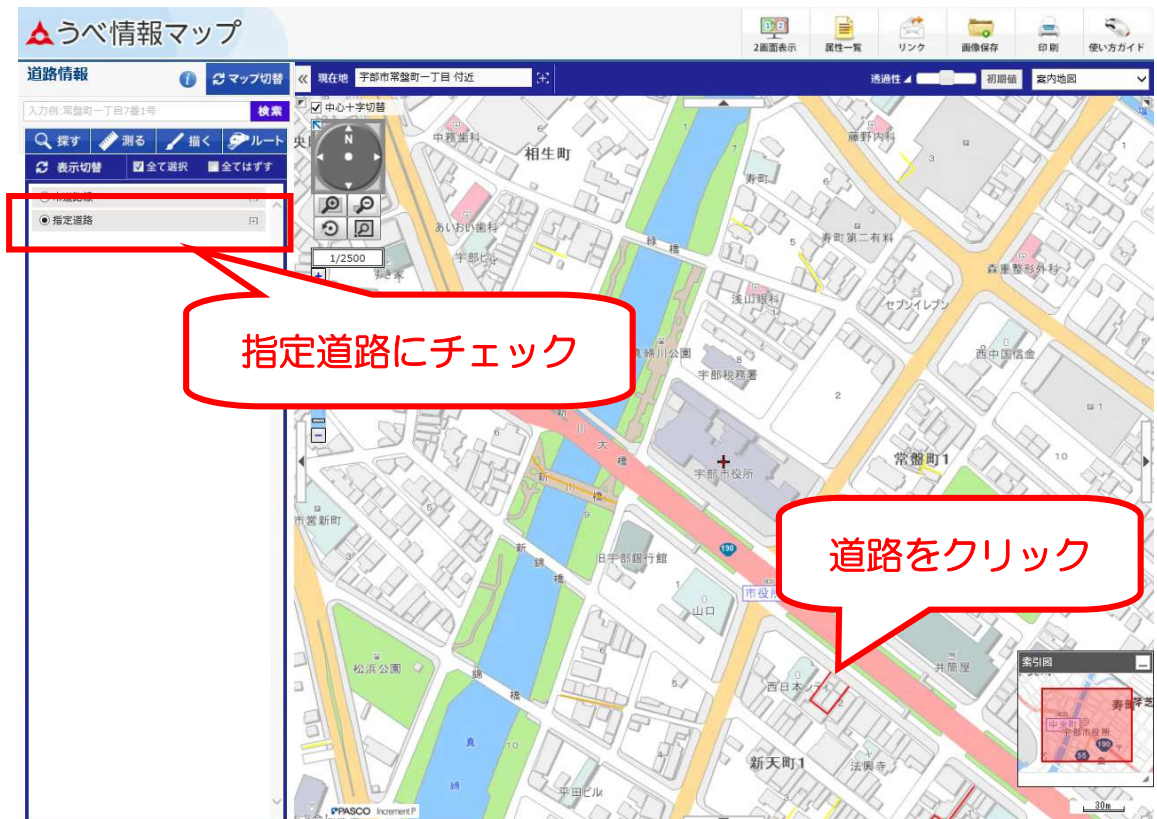 うべ情報マップ
2画面表示
属性一覧
リンク
画像保存
印刷
使い方ガイド
道路情報
マップ切替
現在地
宇部市常盤町一丁目 付近
透過性
初期値
案内地図
入力例:常盤町一丁目7番1号
検索
中心十字切替
探す
測る
描く
ルート
表示切替
全て選択
全てはずす
指定道路
N
1/2500
指定道路にチェック
道路をクリック
中務歯科
相生町
藤野内科
寿町
あいおい歯科
宇部ビル
すき家
緑橋
寿町第二有料
森重整形外科
浅山眼科
セブンイレブン
真締川公園
宇部税務署
西中国信金
新川大橋
宇部市役所
常盤町1
新川橋
市営新町
旧宇部銀行館
190
新錦橋
山口
市役所
井筒屋
松浜公園
錦橋
西日本シティ
新天町1
法興寺
真締
平田ビル
索引図
中央町
宇部市役所
190
55
30m
PASCO Increment P